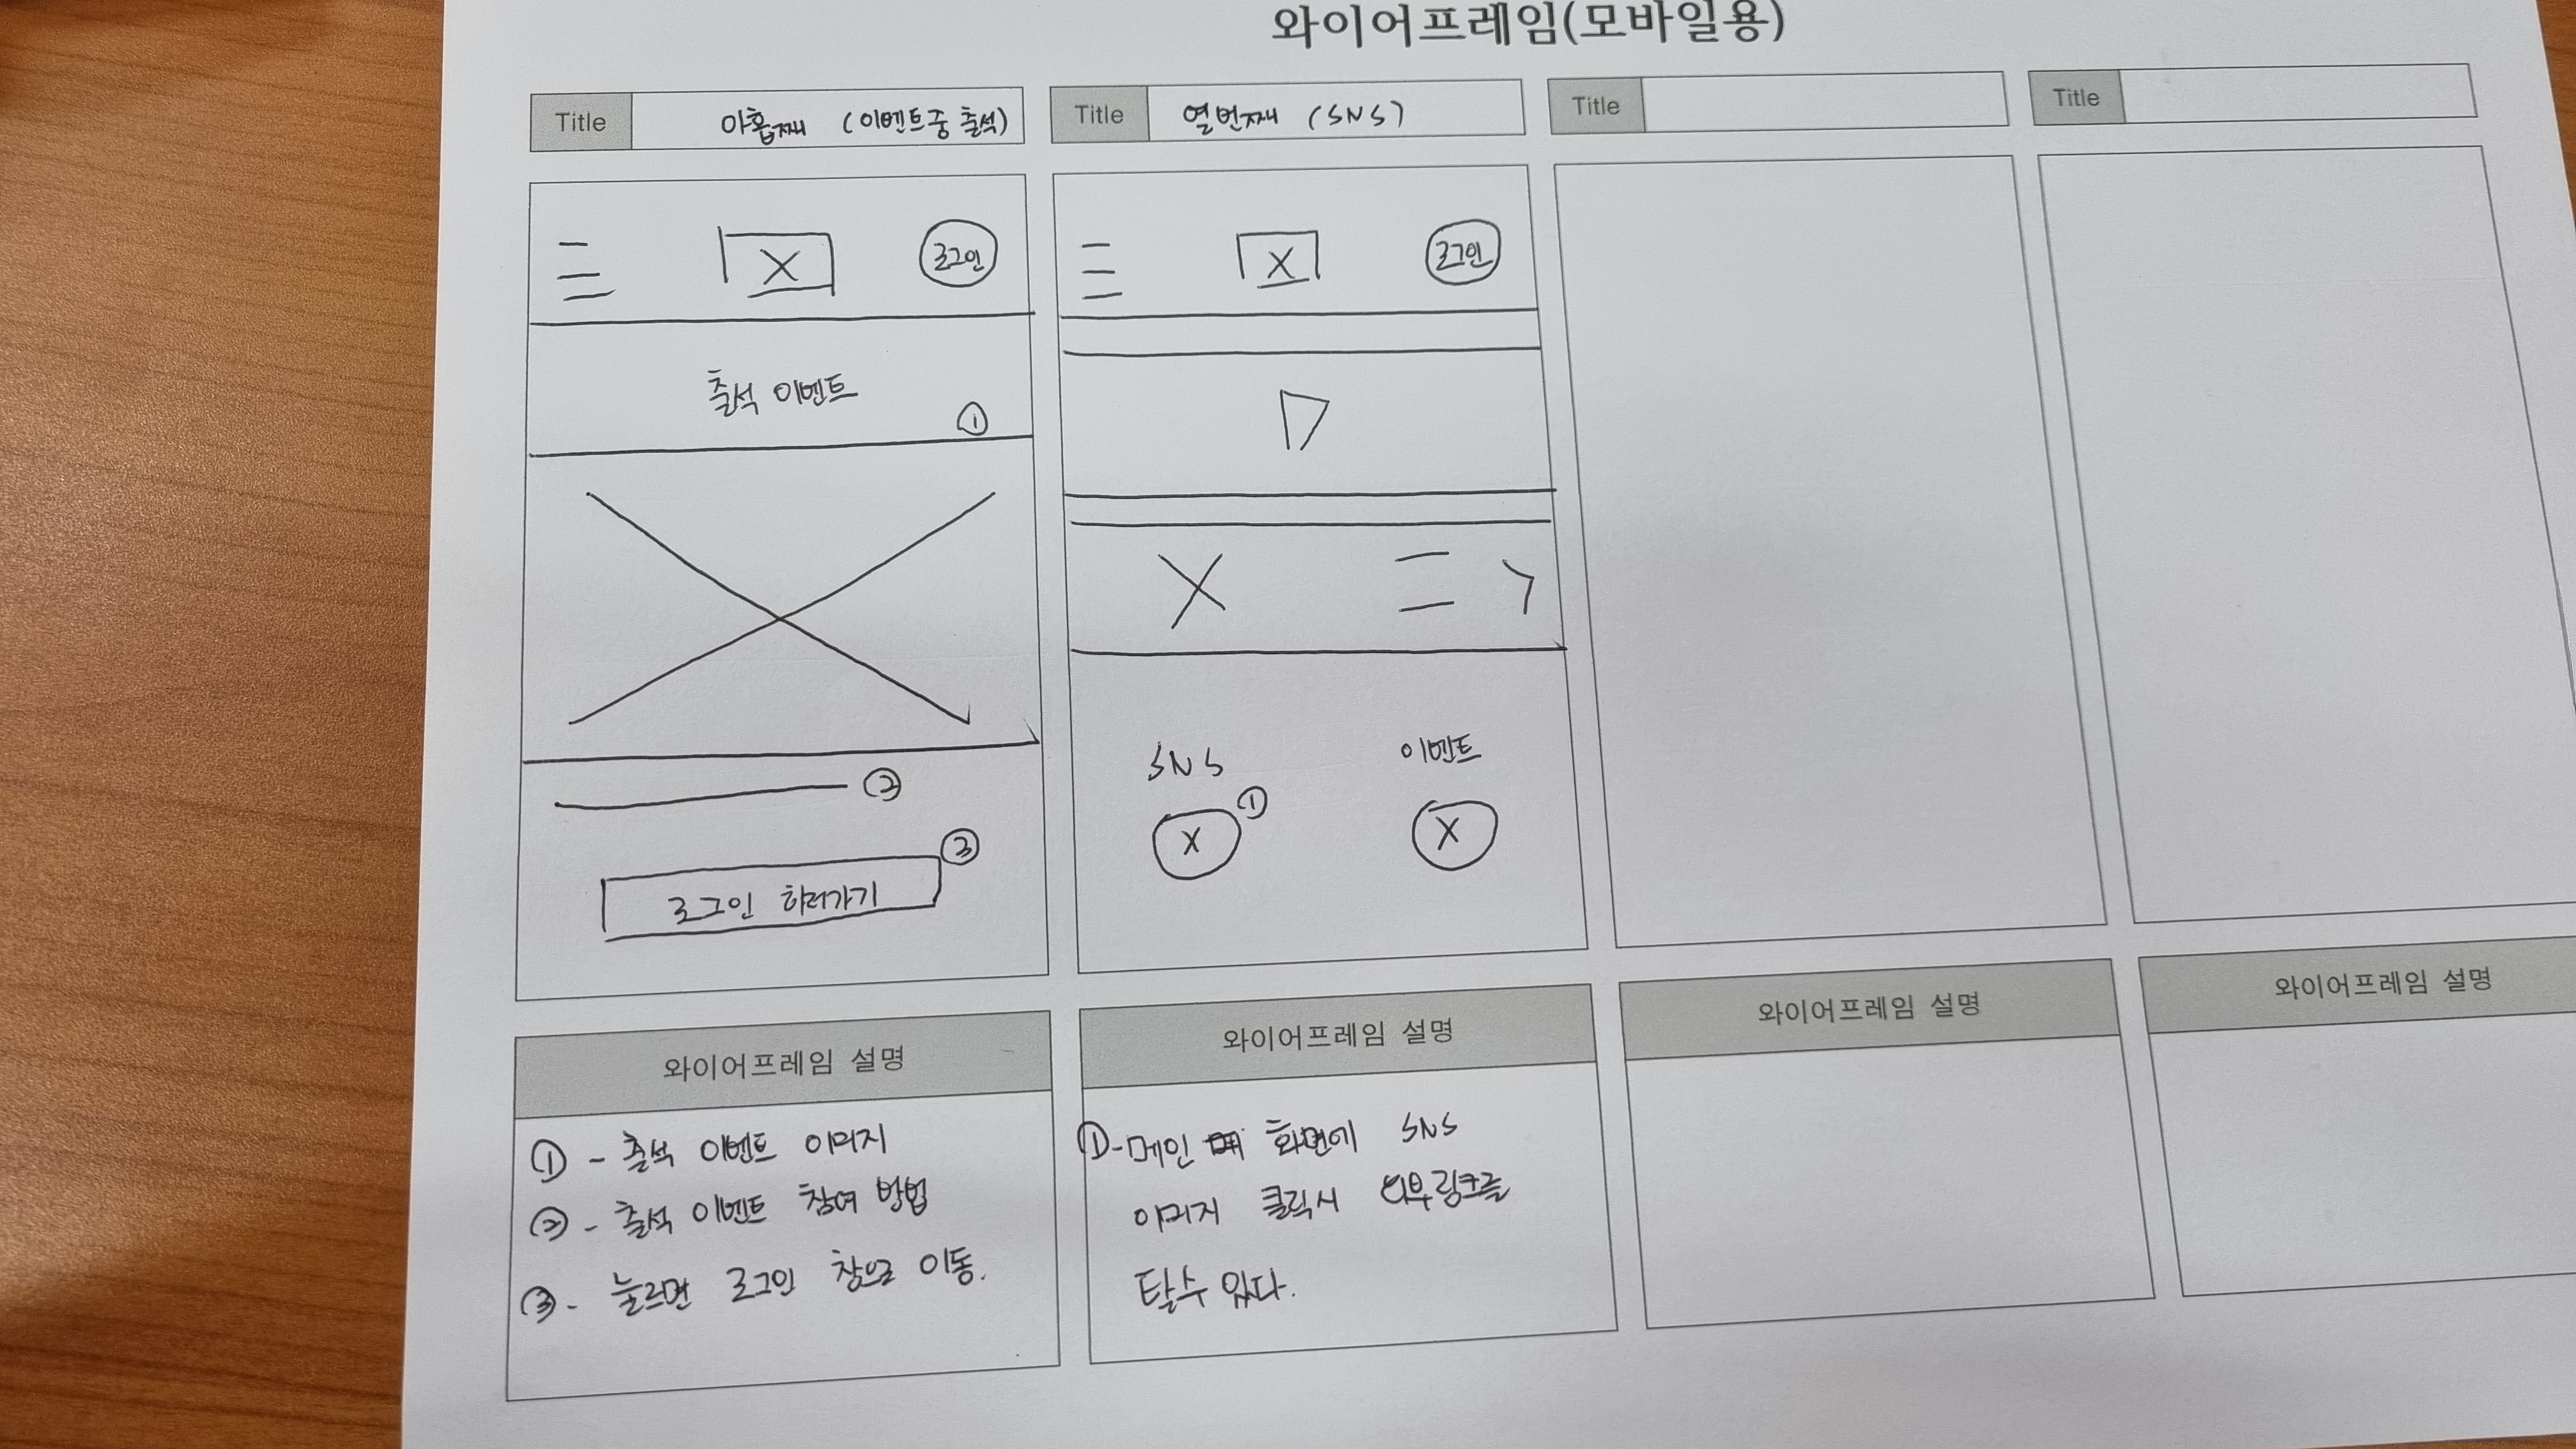 와이어프레임(모바일용)
Title 아홉째 (이벤트중 출석)
Title 열번째 (SNS)
Title
Title
로그인
출석 이벤트
①
②
③
로그인 하러가기
로그인
SNS 이벤트
①
와이어프레임 설명
① - 출석 이벤트 이미지
② - 출석 이벤트 참여 방법
③ - 눌르면 로그인 창으로 이동.
와이어프레임 설명
①-메인 화면에 SNS
이미지 클릭시 외부링크를
탈수 있다.
와이어프레임 설명
와이어프레임 설명